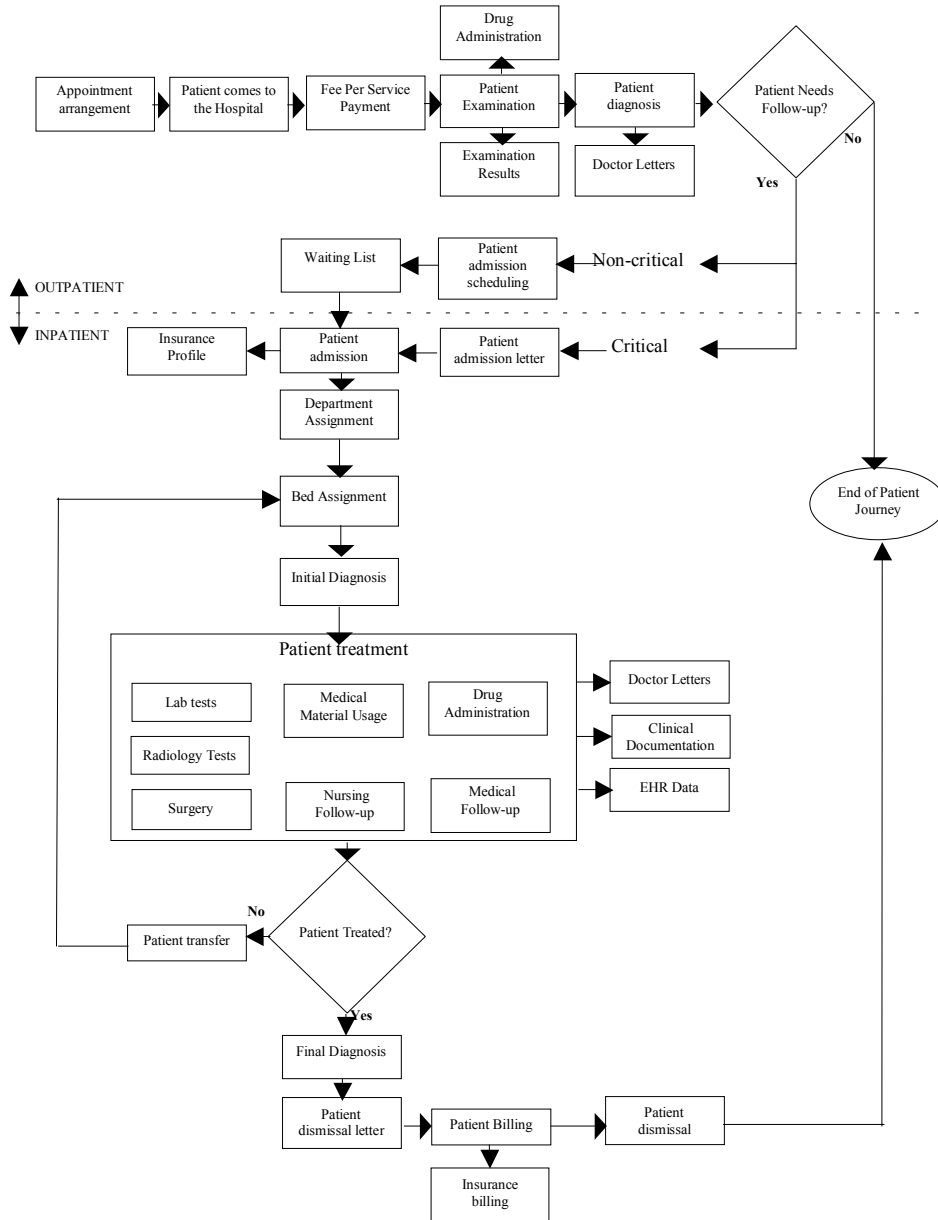 Drug
Administration
Appointment
arrangement
Patient comes to
the Hospital
Fee Per Service
Payment
Patient
Examination
Patient
diagnosis
Patient Needs
Follow-up?
No
Examination
Results
Doctor Letters
Yes
Waiting List
Patient
admission
scheduling
Non-critical
OUTPATIENT
INPATIENT
Insurance
Profile
Patient
admission
Patient
admission letter
Critical
Department
Assignment
Bed Assignment
End of Patient
Journey
Initial Diagnosis
Patient treatment
Lab tests
Medical
Material Usage
Drug
Administration
Doctor Letters
Radiology Tests
Clinical
Documentation
Surgery
Nursing
Follow-up
Medical
Follow-up
EHR Data
No
Patient transfer
Patient Treated?
Yes
Final Diagnosis
Patient
dismissal letter
Patient Billing
Patient
dismissal
Insurance
billing